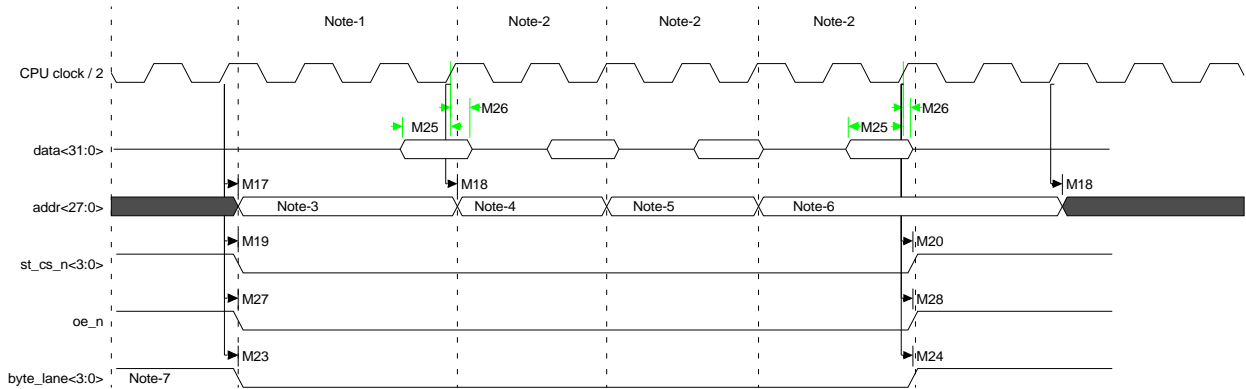 Note-1 Note-2 Note-2 Note-2
CPU clock / 2
M26 M26
M25 M25
data<31:0>
M17 M18 M18
addr<27:0> Note-3 Note-4 Note-5 Note-6
M19 M20
st_cs_n<3:0>
M27 M28
oe_n
M23 M24
byte_lane<3:0> Note-7